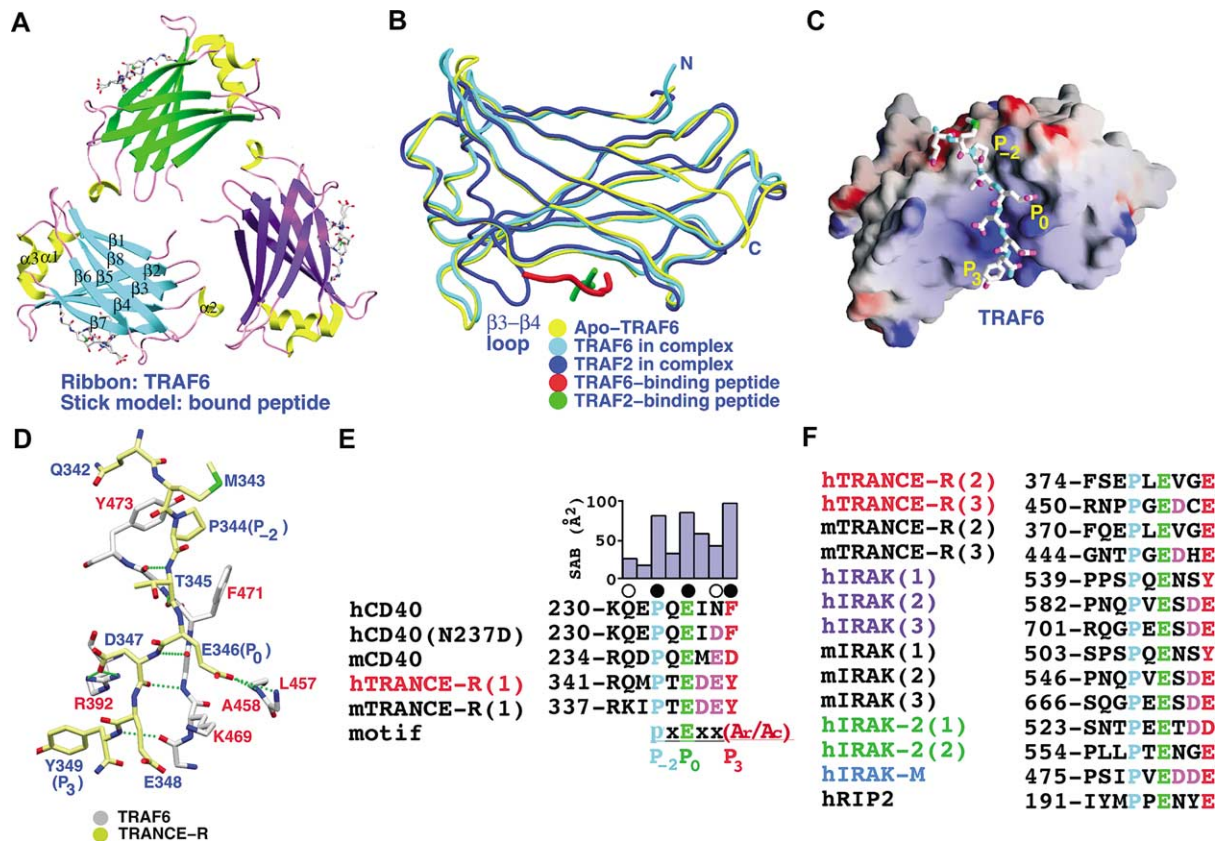 A
α3
α1
β1
β8
β6
β5
β2
β3
β4
β7
α2
Ribbon: TRAF6
Stick model: bound peptide
B
N
C
β3–β4
loop
Apo–TRAF6
TRAF6 in complex
TRAF2 in complex
TRAF6–binding peptide
TRAF2–binding peptide
C
P-2
P0
P3
TRAF6
D
Q342
M343
Y473
P344(P-2)
T345
F471
D347
E346(P0)
L457
R392
A458
K469
Y349
(P3)
E348
TRAF6
TRANCE–R
E
SAB (Å2)
100
50
0
hCD40 230-KQEPQEINF
hCD40(N237D) 230-KQEPQEIDF
mCD40 234-RQDPQEMED
hTRANCE-R(1) 341-RQMPTEDEY
mTRANCE-R(1) 337-RKIPTEDEY
motif pxExx(Ar/Ac)
P-2 P0 P3
F
hTRANCE-R(2) 374-FSEPLEVGE
hTRANCE-R(3) 450-RNPPGEDCE
mTRANCE-R(2) 370-FQEPLEVGE
mTRANCE-R(3) 444-GNTPGEDHE
hIRAK(1) 539-PPSPQENSY
hIRAK(2) 582-PNQPVESDE
hIRAK(3) 701-RQGPEESDE
mIRAK(1) 503-SPSPQENSY
mIRAK(2) 546-PNQPVESDE
mIRAK(3) 666-SQGPEESDE
hIRAK-2(1) 523-SNTPEETDD
hIRAK-2(2) 554-PLLPTENGE
hIRAK-M 475-PSIPVEDDE
hRIP2 191-IYMPPENYE